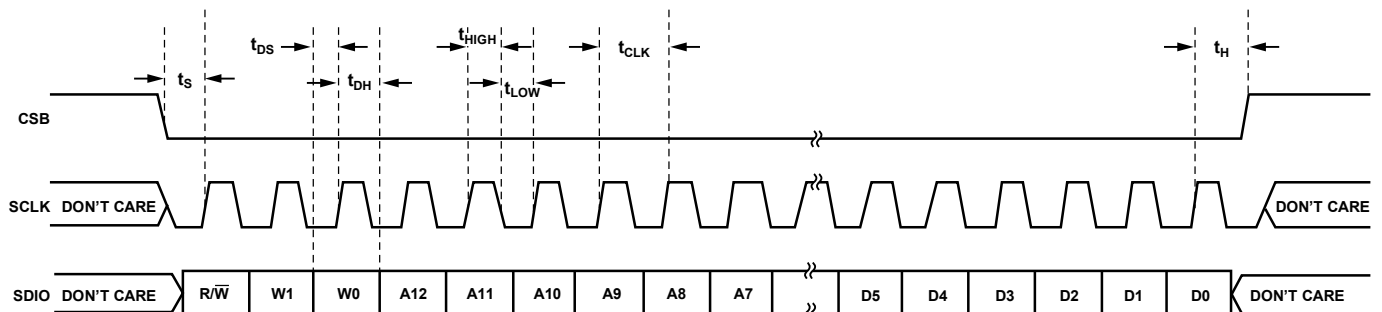 tDS
tHIGH
tCLK
tH
tS
tDH
tLOW
CSB
SCLK DON'T CARE
DON'T CARE
SDIO DON'T CARE R/W̅ W1 W0 A12 A11 A10 A9 A8 A7 D5 D4 D3 D2 D1 D0 DON'T CARE